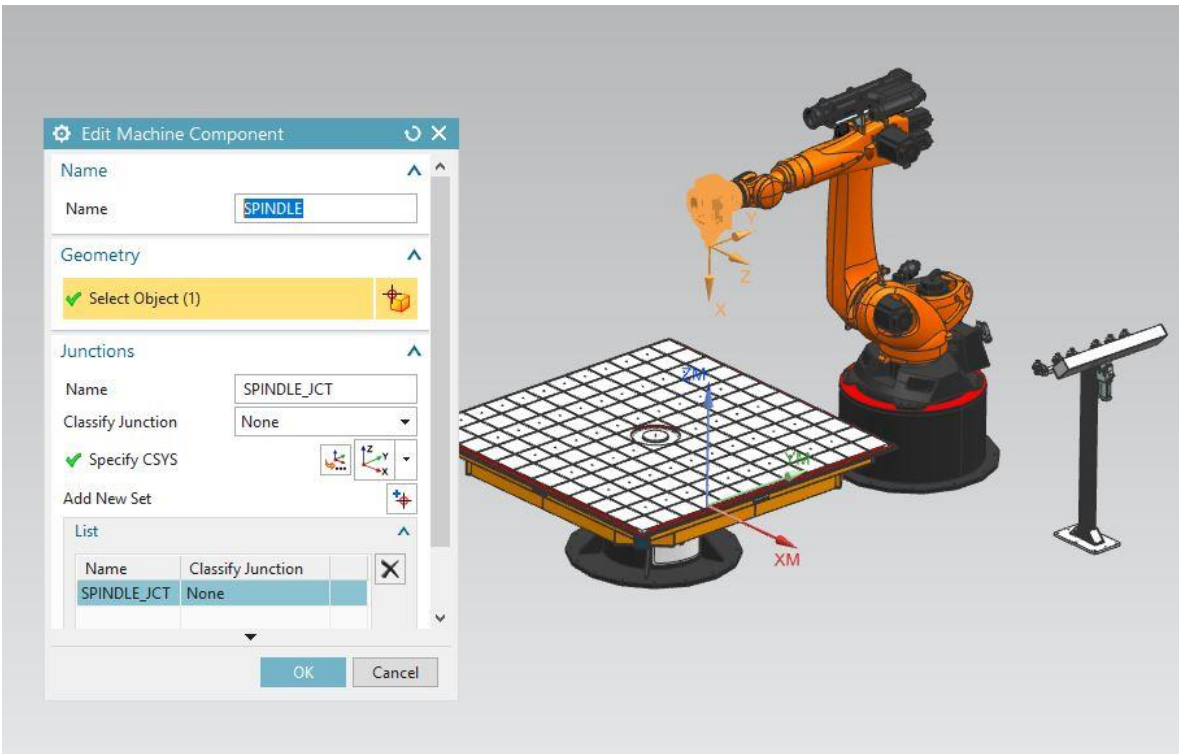 Edit Machine Component
Name
Name SPINDLE
Geometry
Select Object (1)
Junctions
Name SPINDLE_JCT
Classify Junction None
Specify CSYS
Z Y X
Add New Set
List
Name Classify Junction
SPINDLE_JCT None
OK Cancel
Y
Z
X
ZM
YM
XM